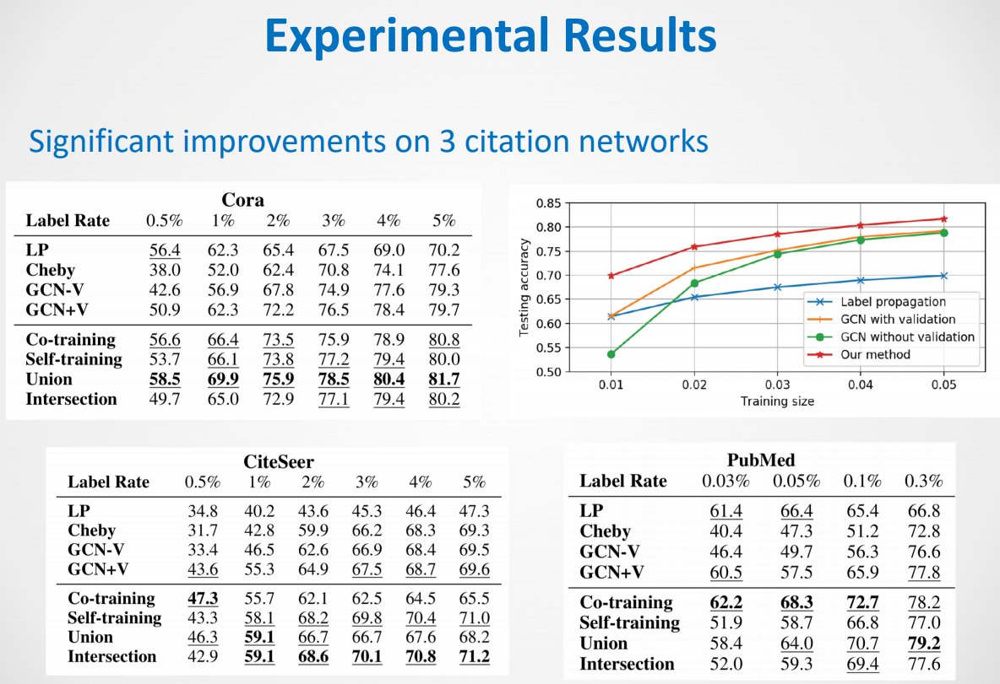 Experimental Results
Significant improvements on 3 citation networks
Cora
Label Rate 0.5% 1% 2% 3% 4% 5%
LP 56.4 62.3 65.4 67.5 69.0 70.2
Cheby 38.0 52.0 62.4 70.8 74.1 77.6
GCN-V 42.6 56.9 67.8 74.9 77.6 79.3
GCN+V 50.9 62.3 72.2 76.5 78.4 79.7
Co-training 56.6 66.4 73.5 75.9 78.9 80.8
Self-training 53.7 66.1 73.8 77.2 79.4 80.0
Union 58.5 69.9 75.9 78.5 80.4 81.7
Intersection 49.7 65.0 72.9 77.1 79.4 80.2
0.85
0.80
0.75
0.70
0.65
0.60
0.55
0.50
Testing accuracy
Label propagation
GCN with validation
GCN without validation
Our method
0.01 0.02 0.03 0.04 0.05
Training size
CiteSeer
Label Rate 0.5% 1% 2% 3% 4% 5%
LP 34.8 40.2 43.6 45.3 46.4 47.3
Cheby 31.7 42.8 59.9 66.2 68.3 69.3
GCN-V 33.4 46.5 62.6 66.9 68.4 69.5
GCN+V 43.6 55.3 64.9 67.5 68.7 69.6
Co-training 47.3 55.7 62.1 62.5 64.5 65.5
Self-training 43.3 58.1 68.2 69.8 70.4 71.0
Union 46.3 59.1 66.7 66.7 67.6 68.2
Intersection 42.9 59.1 68.6 70.1 70.8 71.2
PubMed
Label Rate 0.03% 0.05% 0.1% 0.3%
LP 61.4 66.4 65.4 66.8
Cheby 40.4 47.3 51.2 72.8
GCN-V 46.4 49.7 56.3 76.6
GCN+V 60.5 57.5 65.9 77.8
Co-training 62.2 68.3 72.7 78.2
Self-training 51.9 58.7 66.8 77.0
Union 58.4 64.0 70.7 79.2
Intersection 52.0 59.3 69.4 77.6